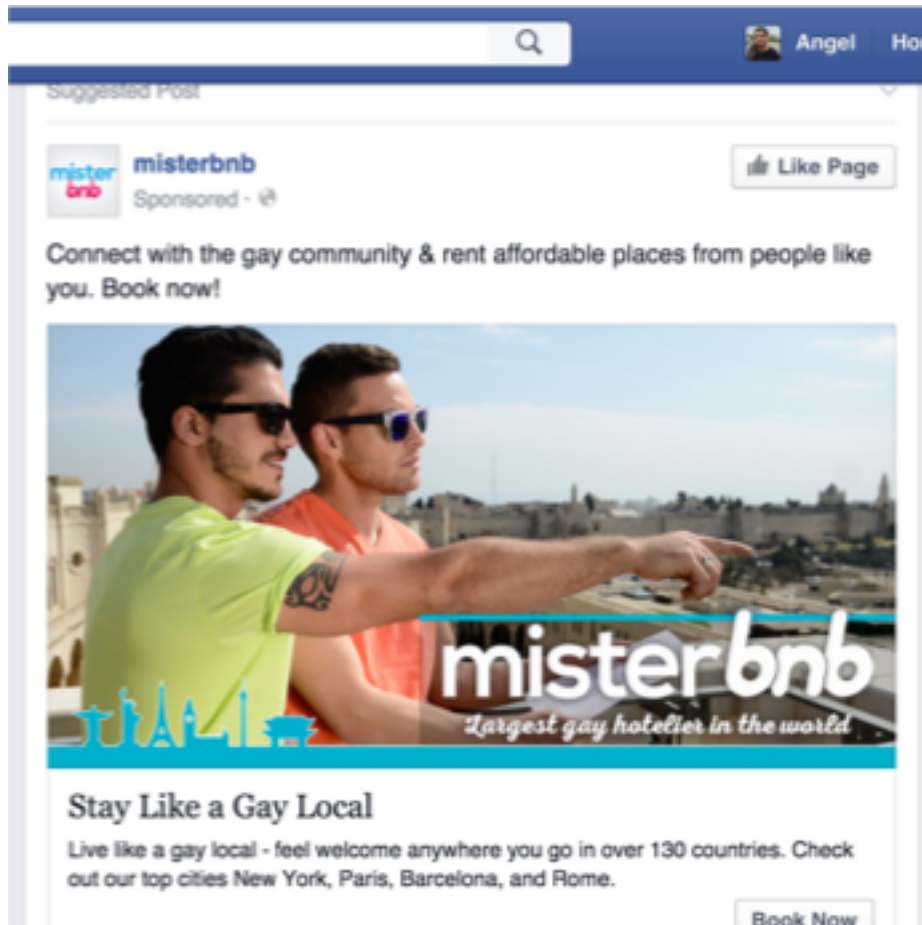 Angel Ho
Suggested Post
mister
bnb
misterbnb
Sponsored ·
Like Page
Connect with the gay community & rent affordable places from people like
you. Book now!
misterbnb
Largest gay hotelier in the world
Stay Like a Gay Local
Live like a gay local - feel welcome anywhere you go in over 130 countries. Check
out our top cities New York, Paris, Barcelona, and Rome.
Book Now